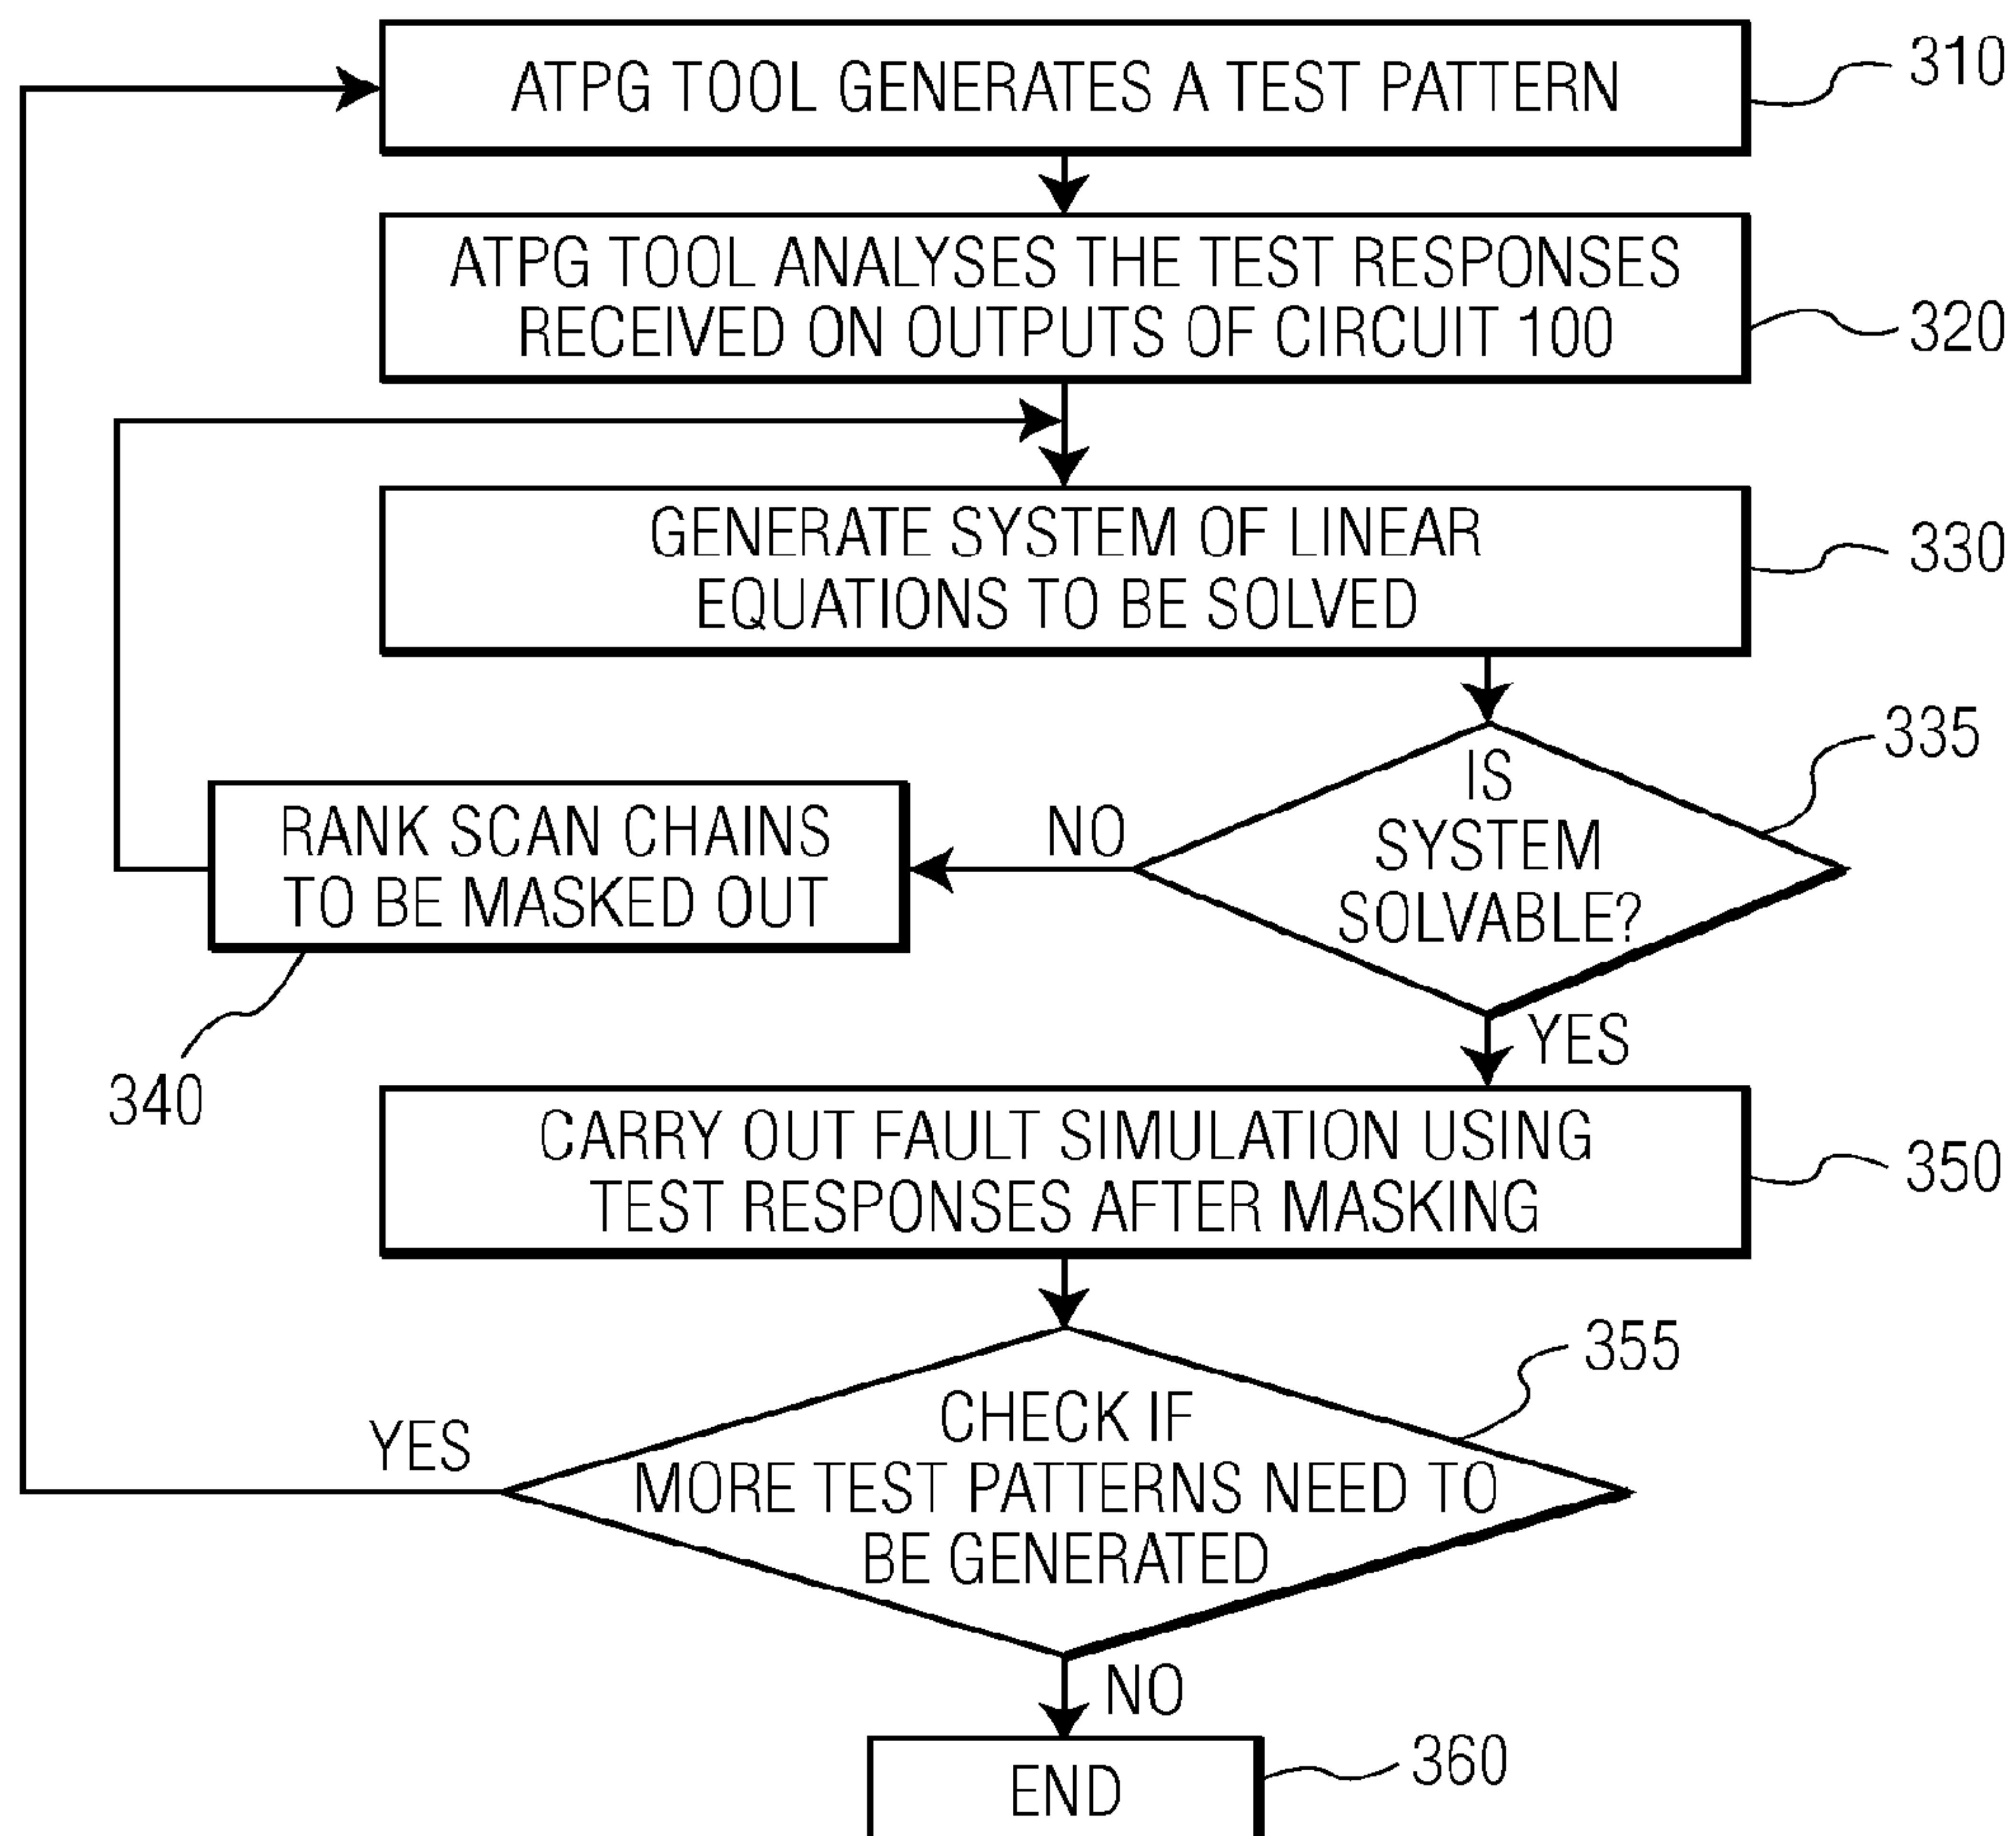 ATPG TOOL GENERATES A TEST PATTERN
310
ATPG TOOL ANALYSES THE TEST RESPONSES
RECEIVED ON OUTPUTS OF CIRCUIT 100
320
GENERATE SYSTEM OF LINEAR
EQUATIONS TO BE SOLVED
330
IS
SYSTEM
SOLVABLE?
335
NO
RANK SCAN CHAINS
TO BE MASKED OUT
340
YES
CARRY OUT FAULT SIMULATION USING
TEST RESPONSES AFTER MASKING
350
CHECK IF
MORE TEST PATTERNS NEED TO
BE GENERATED
355
YES
NO
END
360